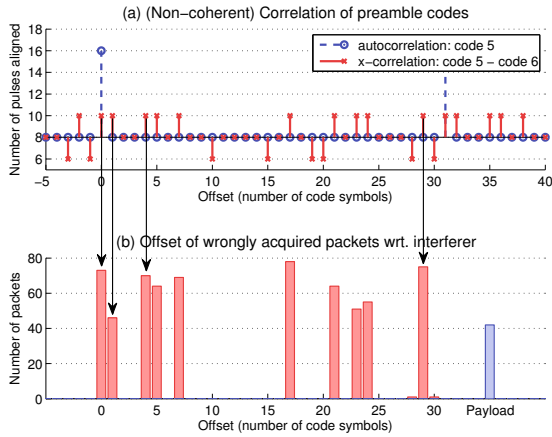 (a) (Non-coherent) Correlation of preamble codes
Number of pulses aligned
18
16
14
12
10
8
6
autocorrelation: code 5
x-correlation: code 5 - code 6
-5 0 5 10 15 20 25 30 35 40
Offset (number of code symbols)
(b) Offset of wrongly acquired packets wrt. interferer
Number of packets
80
60
40
20
0
0 5 10 15 20 25 30 Payload
Offset (number of code symbols)